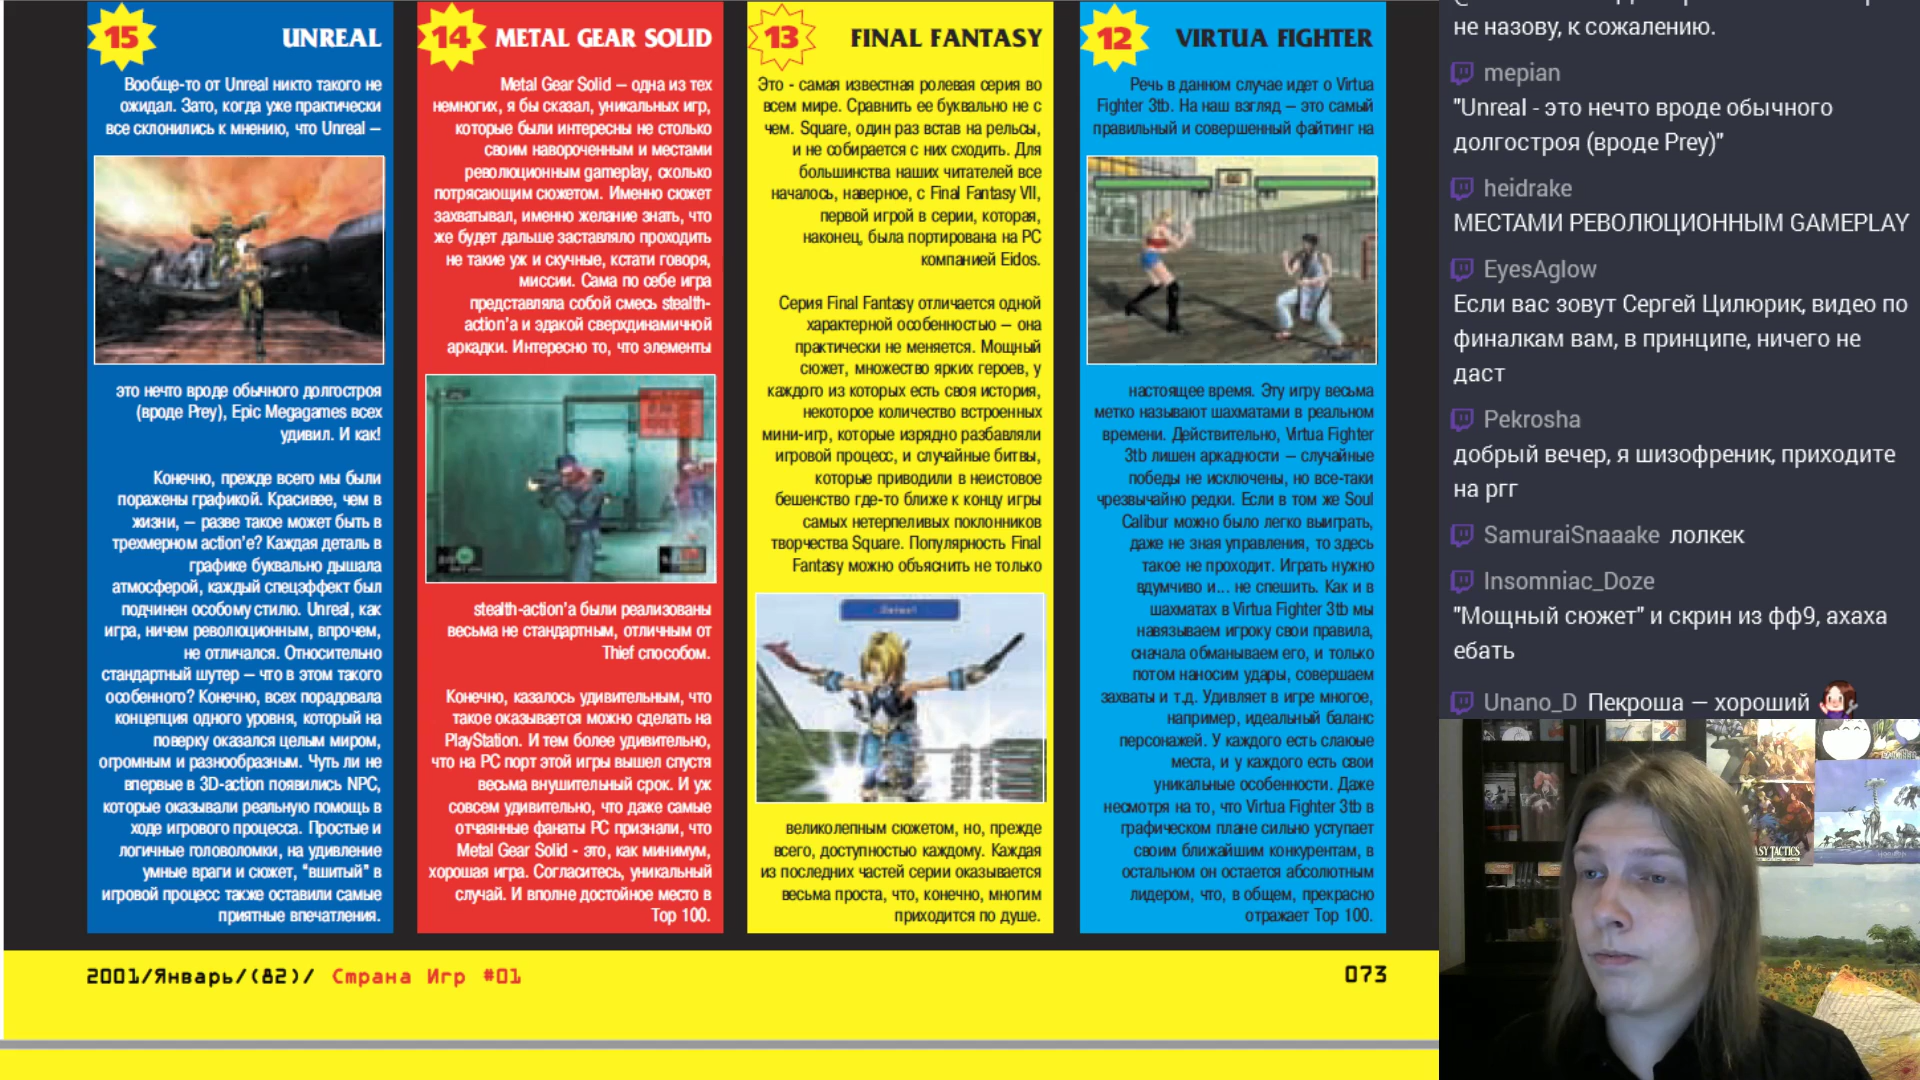 15
UNREAL
Вообще-то от Unreal никто такого не
ожидал. Зато, когда уже практически
все склонились к мнению, что Unreal –
это нечто вроде обычного долгостроя
(вроде Prey), Epic Megagames всех
удивил. И как!
Конечно, прежде всего мы были
поражены графикой. Красивее, чем в
жизни, – разве такое может быть в
трехмерном action'е? Каждая деталь в
графике буквально дышала
атмосферой, каждый спецэффект был
подчинен особому стилю. Unreal, как
игра, ничем революционным, впрочем,
не отличался. Относительно
стандартный шутер – что в этом такого
особенного? Конечно, всех порадовала
концепция одного уровня, который на
поверку оказался целым миром,
огромным и разнообразным. Чуть ли не
впервые в 3D-action появились NPC,
которые оказывали реальную помощь в
ходе игрового процесса. Простые и
логичные головоломки, на удивление
умные враги и сюжет, "вшитый" в
игровой процесс также оставили самые
приятные впечатления.
14
METAL GEAR SOLID
Metal Gear Solid – одна из тех
немногих, я бы сказал, уникальных игр,
которые были интересны не столько
своим навороченным и местами
революционным gameplay, сколько
потрясающим сюжетом. Именно сюжет
захватывал, именно желание знать, что
же будет дальше заставляло проходить
не такие уж и скучные, кстати говоря,
миссии. Сама по себе игра
представляла собой смесь stealth-
action'а и эдакой сверхдинамичной
аркадки. Интересно то, что элементы
stealth-action'а были реализованы
весьма не стандартным, отличным от
Thief способом.
Конечно, казалось удивительным, что
такое оказывается можно сделать на
PlayStation. И тем более удивительно,
что на PC порт этой игры вышел спустя
весьма внушительный срок. И уж
совсем удивительно, что даже самые
отчаянные фанаты PC признали, что
Metal Gear Solid - это, как минимум,
хорошая игра. Согласитесь, уникальный
случай. И вполне достойное место в
Top 100.
13
FINAL FANTASY
Это - самая известная ролевая серия во
всем мире. Сравнить ее буквально не с
чем. Square, один раз встав на рельсы,
и не собирается с них сходить. Для
большинства наших читателей все
началось, наверное, с Final Fantasy VII,
первой игрой в серии, которая,
наконец, была портирована на PC
компанией Eidos.
Серия Final Fantasy отличается одной
характерной особенностью – она
практически не меняется. Мощный
сюжет, множество ярких героев, у
каждого из которых есть своя история,
некоторое количество встроенных
мини-игр, которые изрядно разбавляли
игровой процесс, и случайные битвы,
которые приводили в неистовое
бешенство где-то ближе к концу игры
самых нетерпеливых поклонников
творчества Square. Популярность Final
Fantasy можно объяснить не только
великолепным сюжетом, но, прежде
всего, доступностью каждому. Каждая
из последних частей серии оказывается
весьма проста, что, конечно, многим
приходится по душе.
12
VIRTUA FIGHTER
Речь в данном случае идет о Virtua
Fighter 3tb. На наш взгляд – это самый
правильный и совершенный файтинг на
настоящее время. Эту игру весьма
метко называют шахматами в реальном
времени. Действительно, Virtua Fighter
3tb лишен аркадности – случайные
победы не исключены, но все-таки
чрезвычайно редки. Если в том же Soul
Calibur можно было легко выиграть,
даже не зная управления, то здесь
такое не проходит. Играть нужно
вдумчиво и... не спешить. Как и в
шахматах в Virtua Fighter 3tb мы
навязываем игроку свои правила,
сначала обманываем его, и только
потом наносим удары, совершаем
захваты и т.д. Удивляет в игре многое,
например, идеальный баланс
персонажей. У каждого есть слабые
места, и у каждого есть свои
уникальные особенности. Даже
несмотря на то, что Virtua Fighter 3tb в
графическом плане сильно уступает
своим ближайшим конкурентам, в
остальном он остается абсолютным
лидером, что, в общем, прекрасно
отражает Top 100.
2001/Январь/(82)/ Страна Игр #01
073
не назову, к сожалению.
mepian
"Unreal - это нечто вроде обычного
долгостроя (вроде Prey)"
heidrake
МЕСТАМИ РЕВОЛЮЦИОННЫМ GAMEPLAY
EyesAglow
Если вас зовут Сергей Цилюрик, видео по
финалкам вам, в принципе, ничего не
даст
Pekrosha
добрый вечер, я шизофреник, приходите
на ргг
SamuraiSnaaake лолкек
Insomniac_Doze
"Мощный сюжет" и скрин из фф9, ахаха
ебать
Unano_D Пекроша — хороший
TACTICS